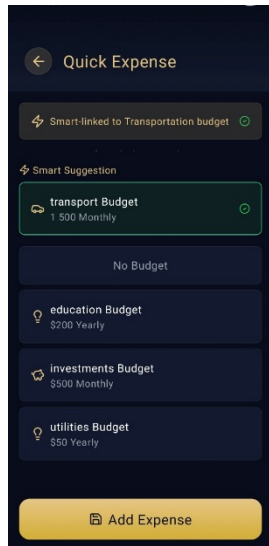 Quick Expense
Smart-linked to Transportation budget
Smart Suggestion
transport Budget
1 500 Monthly
No Budget
education Budget
$200 Yearly
investments Budget
$500 Monthly
utilities Budget
$50 Yearly
Add Expense